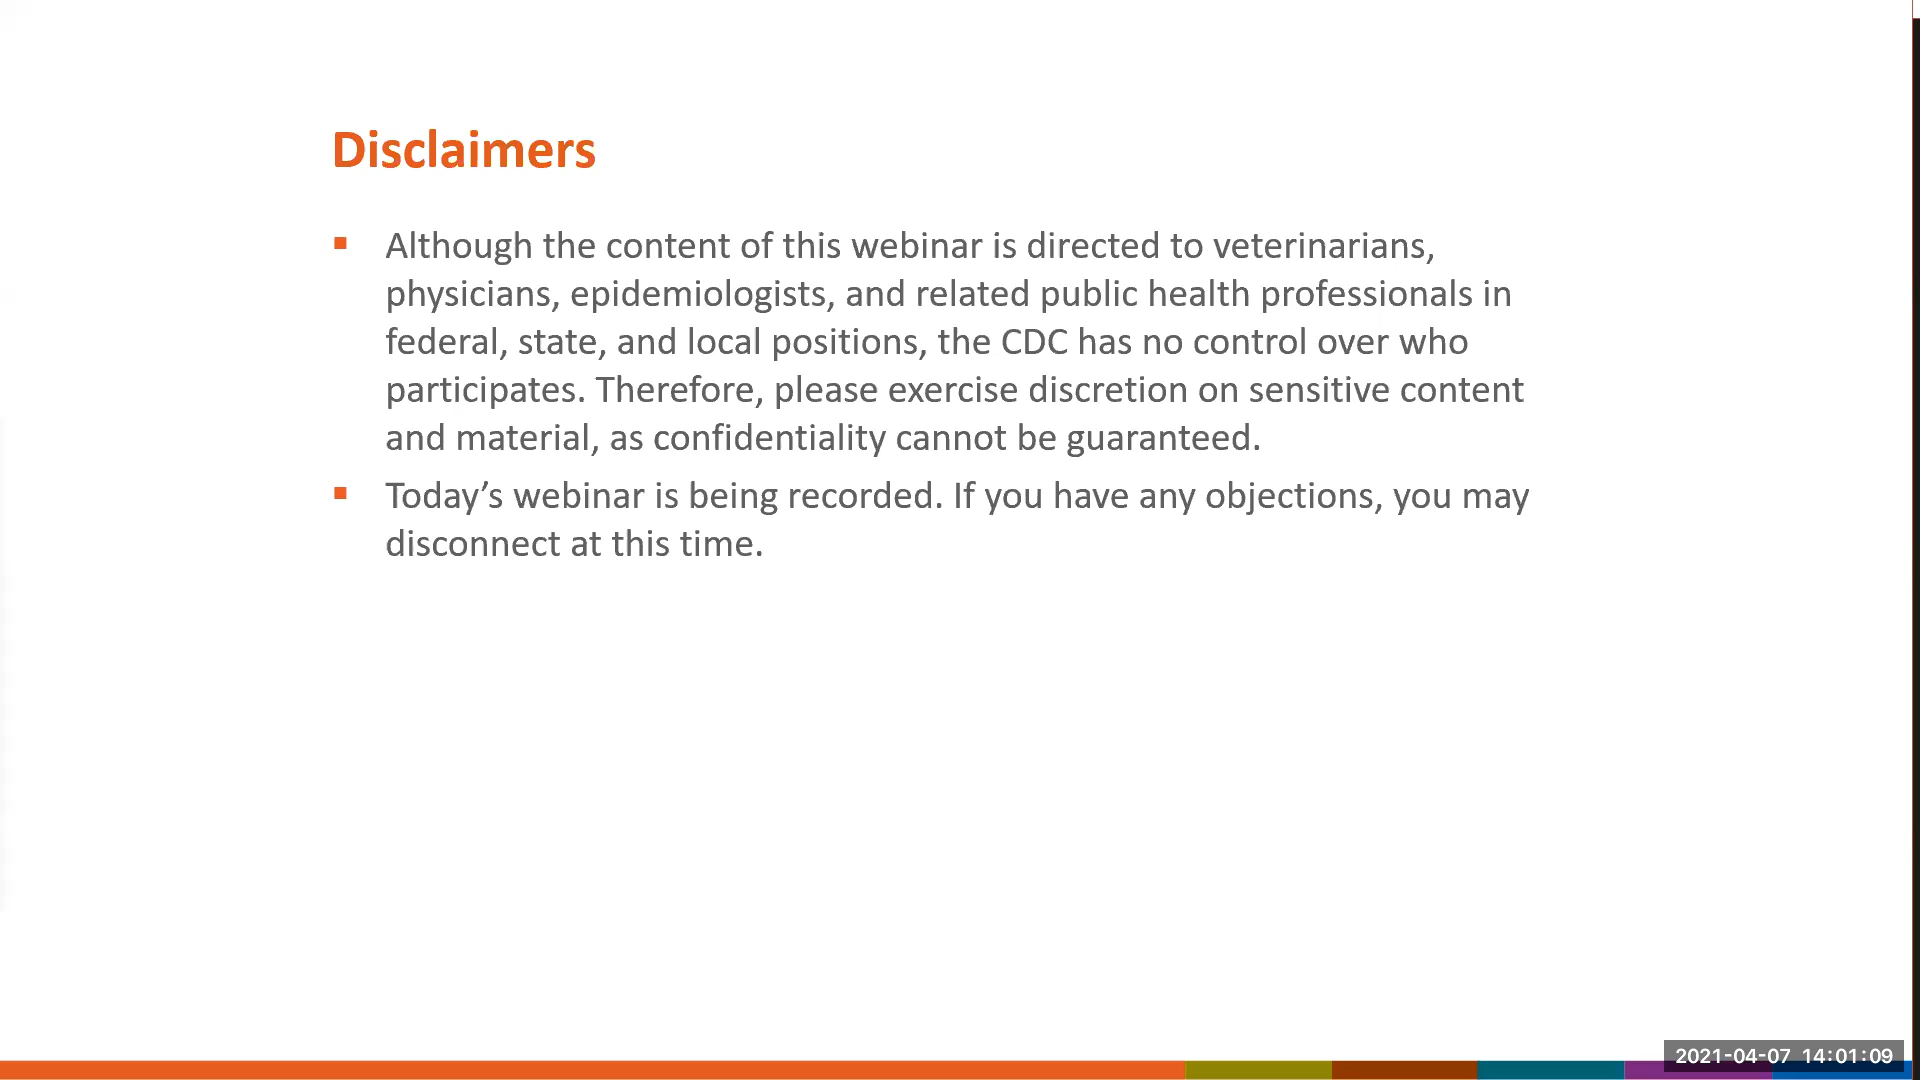 Disclaimers
▪ Although the content of this webinar is directed to veterinarians,
physicians, epidemiologists, and related public health professionals in
federal, state, and local positions, the CDC has no control over who
participates. Therefore, please exercise discretion on sensitive content
and material, as confidentiality cannot be guaranteed.
▪ Today’s webinar is being recorded. If you have any objections, you may
disconnect at this time.
2021-04-07 14:01:09